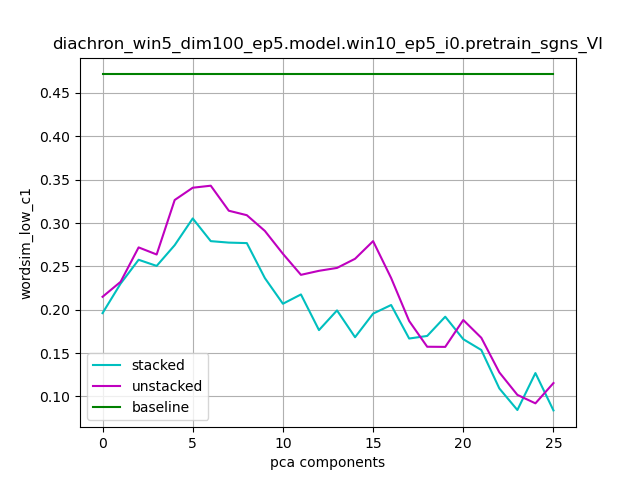 diachron_win5_dim100_ep5.model.win10_ep5_i0.pretrain_sgns_VI
wordsim_low_c1
0.45
0.40
0.35
0.30
0.25
0.20
0.15
0.10
stacked
unstacked
baseline
0 5 10 15 20 25
pca components